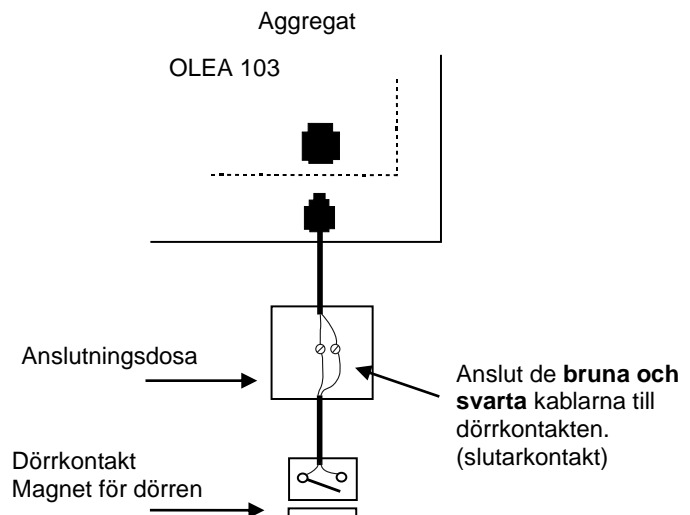 Aggregat
OLEA 103
Anslutningsdosa
Anslut de bruna och
svarta kablarna till
dörrkontakten.
(slutarkontakt)
Dörrkontakt
Magnet för dörren